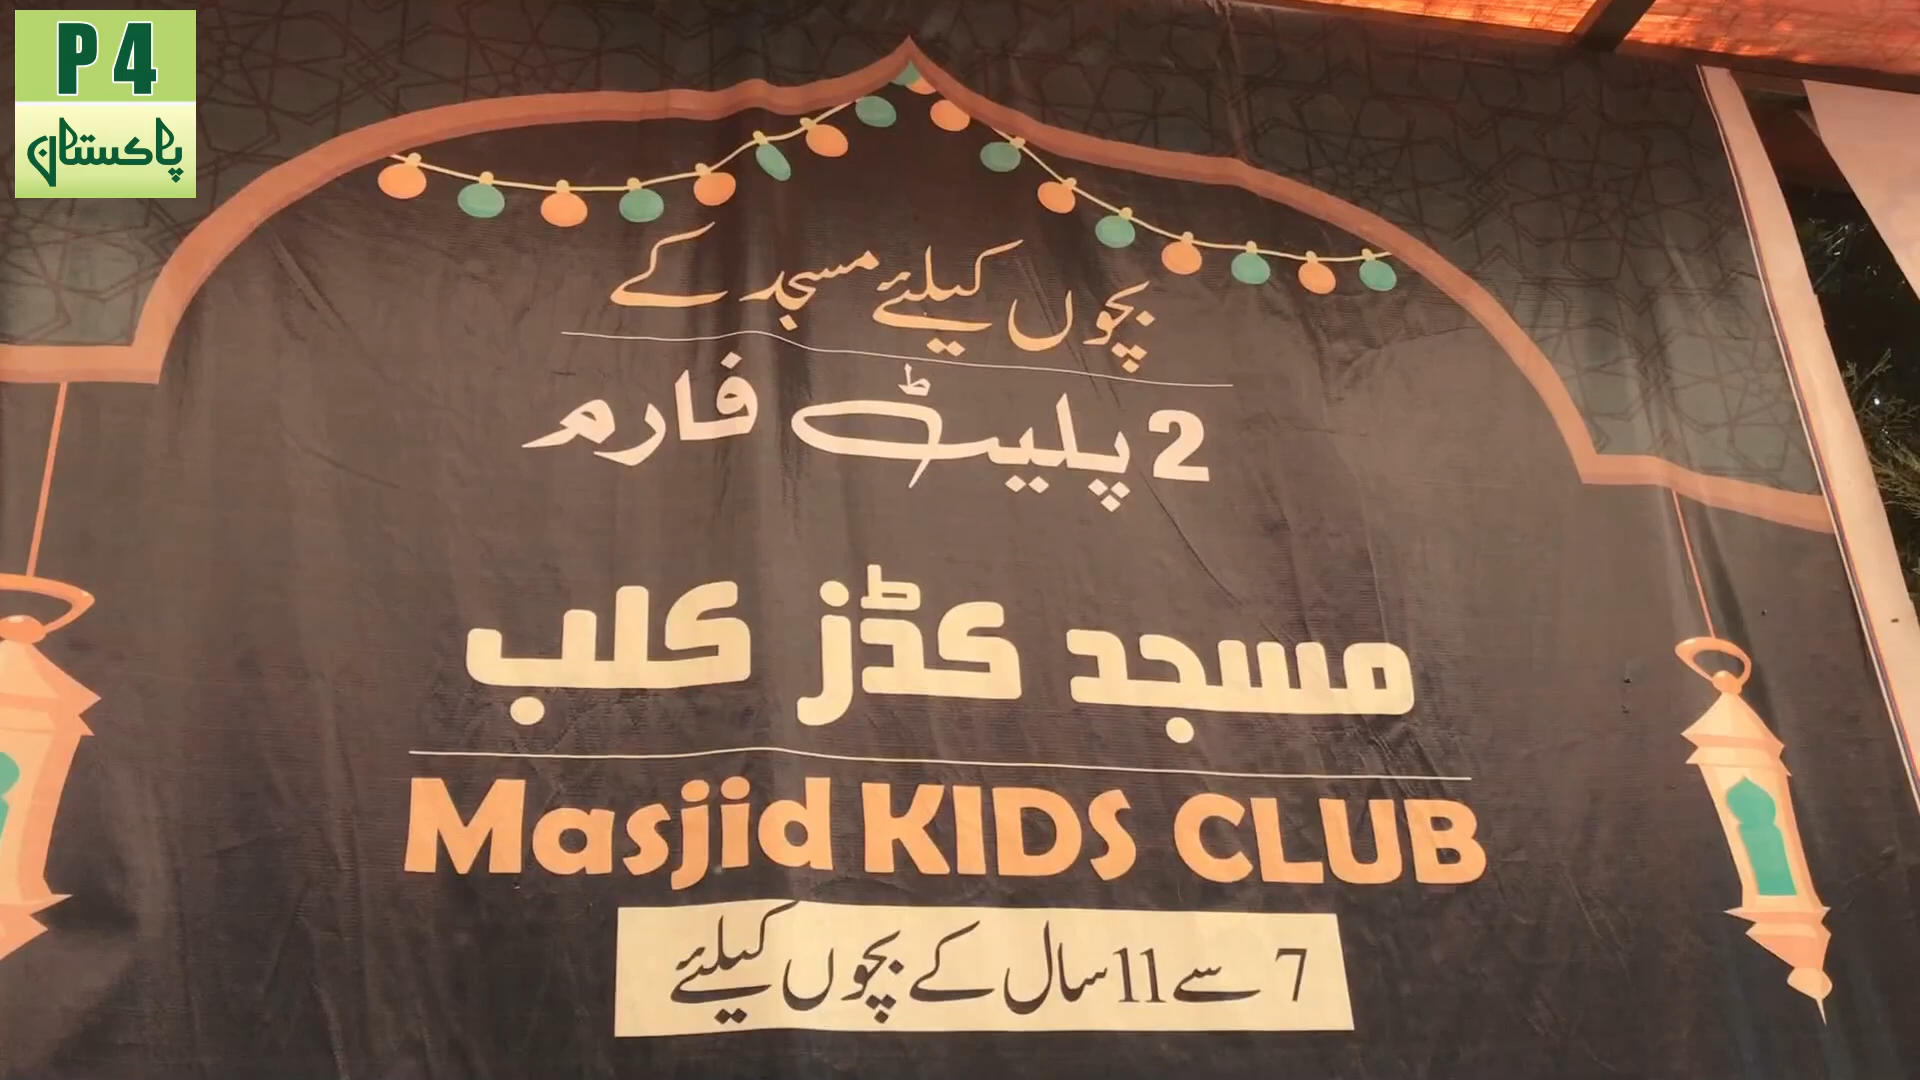 P 4
پاکستان
بچوں کیلئے مسجد کے
2 پلیٹ فارم
مسجد کڈز کلب
Masjid KIDS CLUB
7 سے 11 سال کے بچوں کیلئے